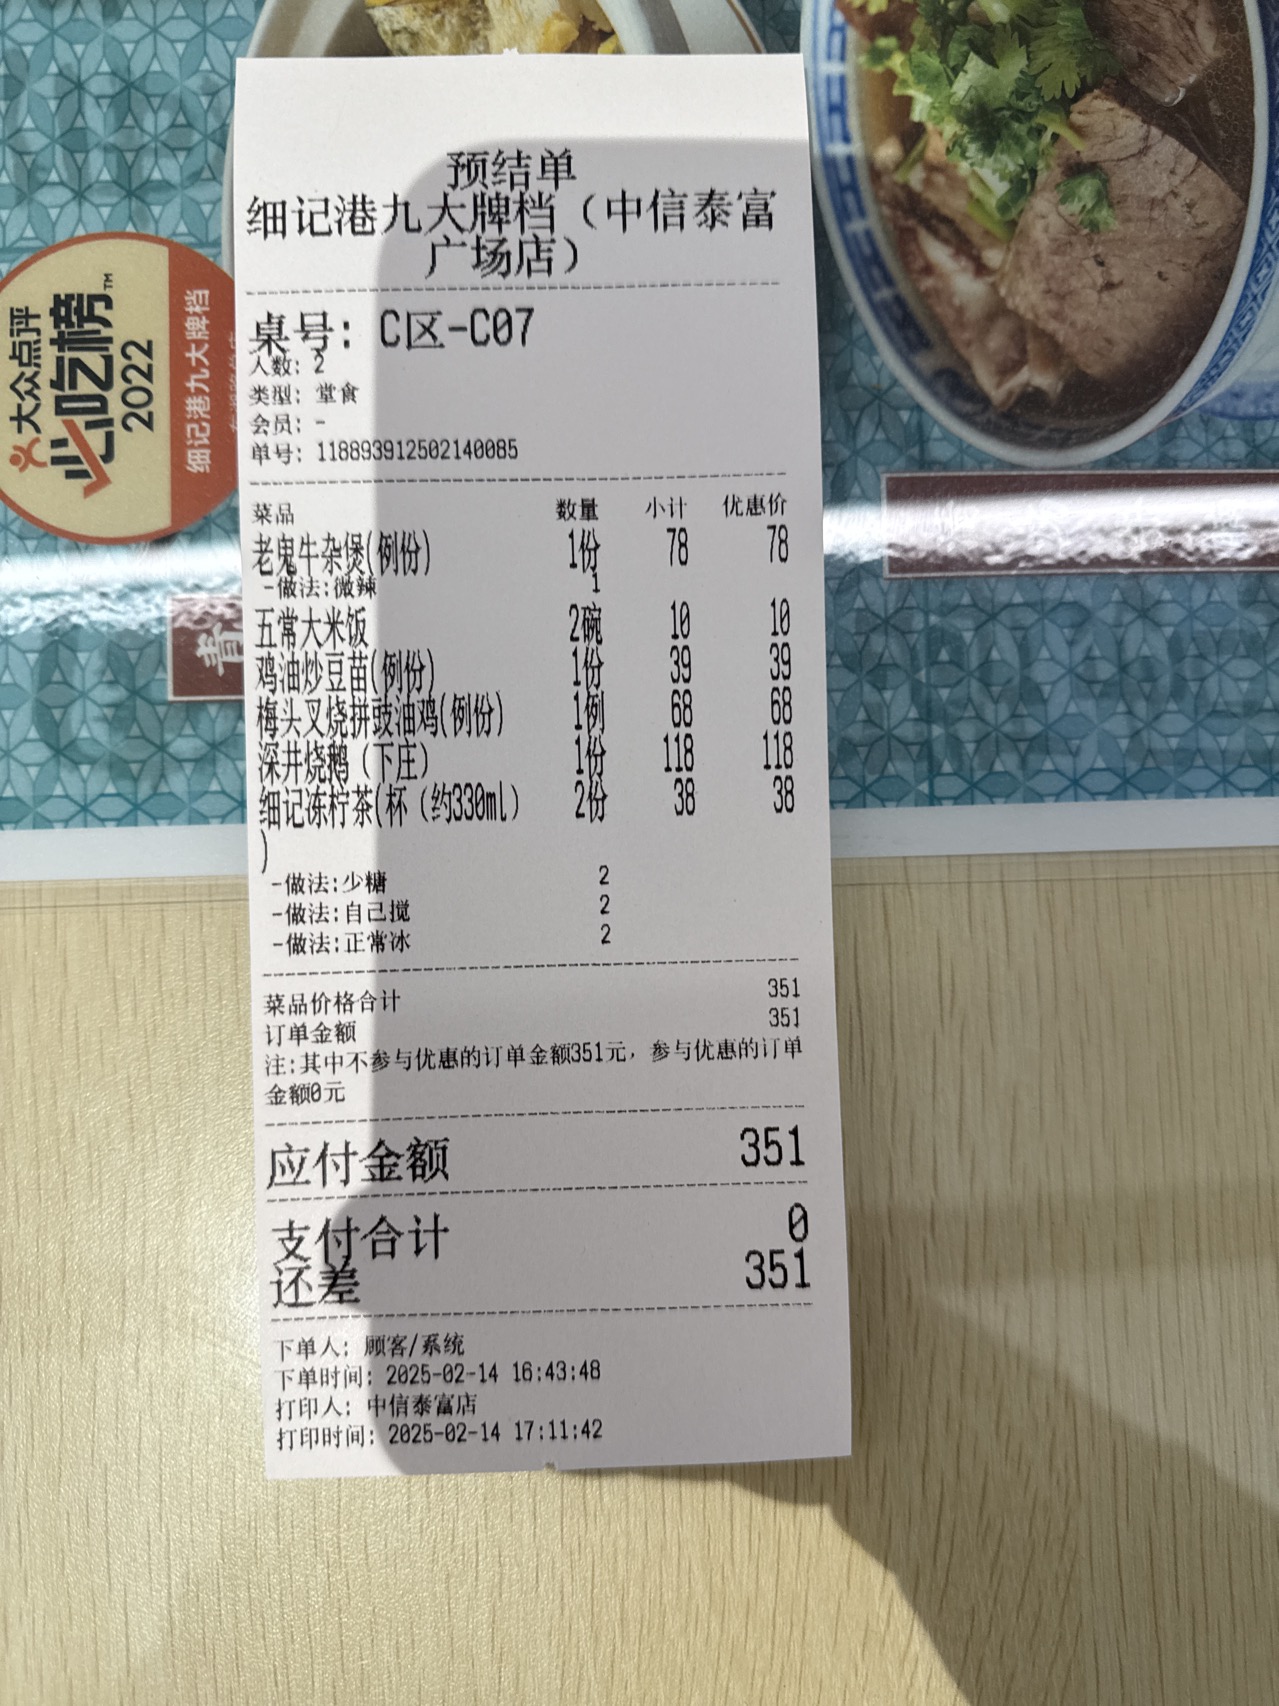 预结单
细记港九大牌档（中信泰富
广场店）
桌号: C区-C07
人数: 2
类型: 堂食
会员: -
单号: 118893912502140085
菜品 数量 小计 优惠价
老鬼牛杂煲(例份) 1份 78 78
-做法:微辣 1
五常大米饭 2碗 10 10
鸡油炒豆苗(例份) 1份 39 39
梅头叉烧拼豉油鸡(例份) 1例 68 68
深井烧鹅（下庄） 1份 118 118
细记冻柠茶(杯（约330ml） 2份 38 38
)
-做法:少糖 2
-做法:自己搅 2
-做法:正常冰 2
菜品价格合计 351
订单金额 351
注:其中不参与优惠的订单金额351元，参与优惠的订单
金额0元
应付金额 351
支付合计 0
还差 351
下单人: 顾客/系统
下单时间: 2025-02-14 16:43:48
打印人: 中信泰富店
打印时间: 2025-02-14 17:11:42
大众点评
必吃榜™
2022
细记港九大牌档